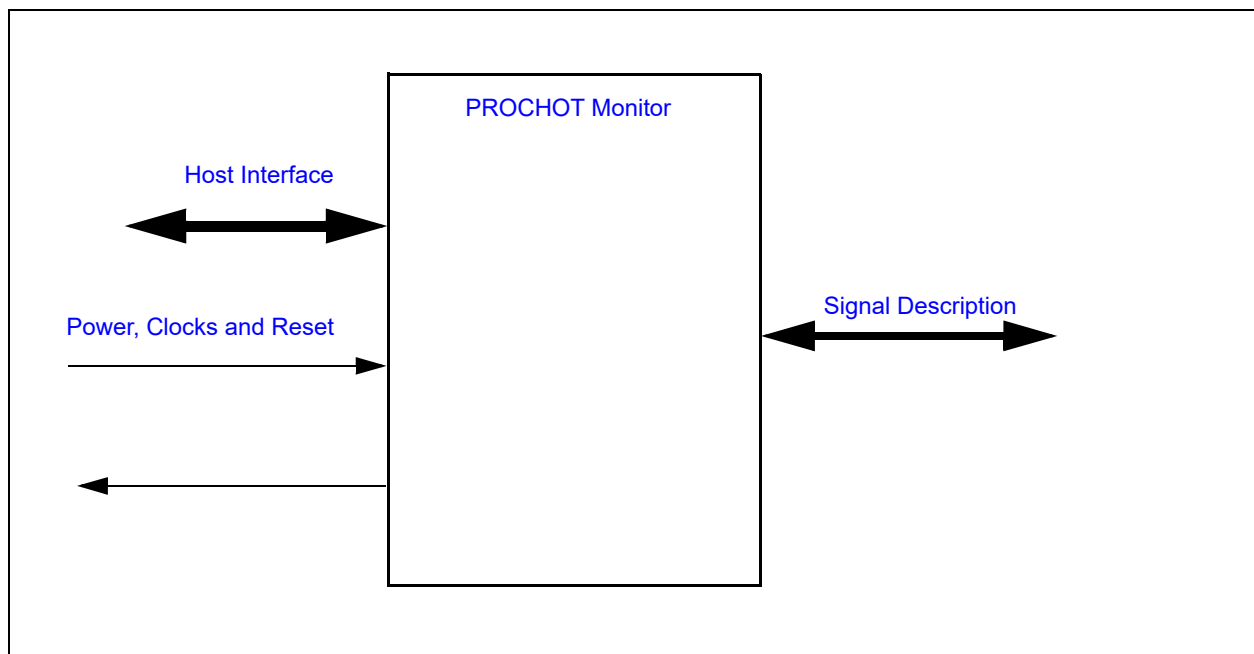 PROCHOT Monitor
Host Interface
Signal Description
Power, Clocks and Reset